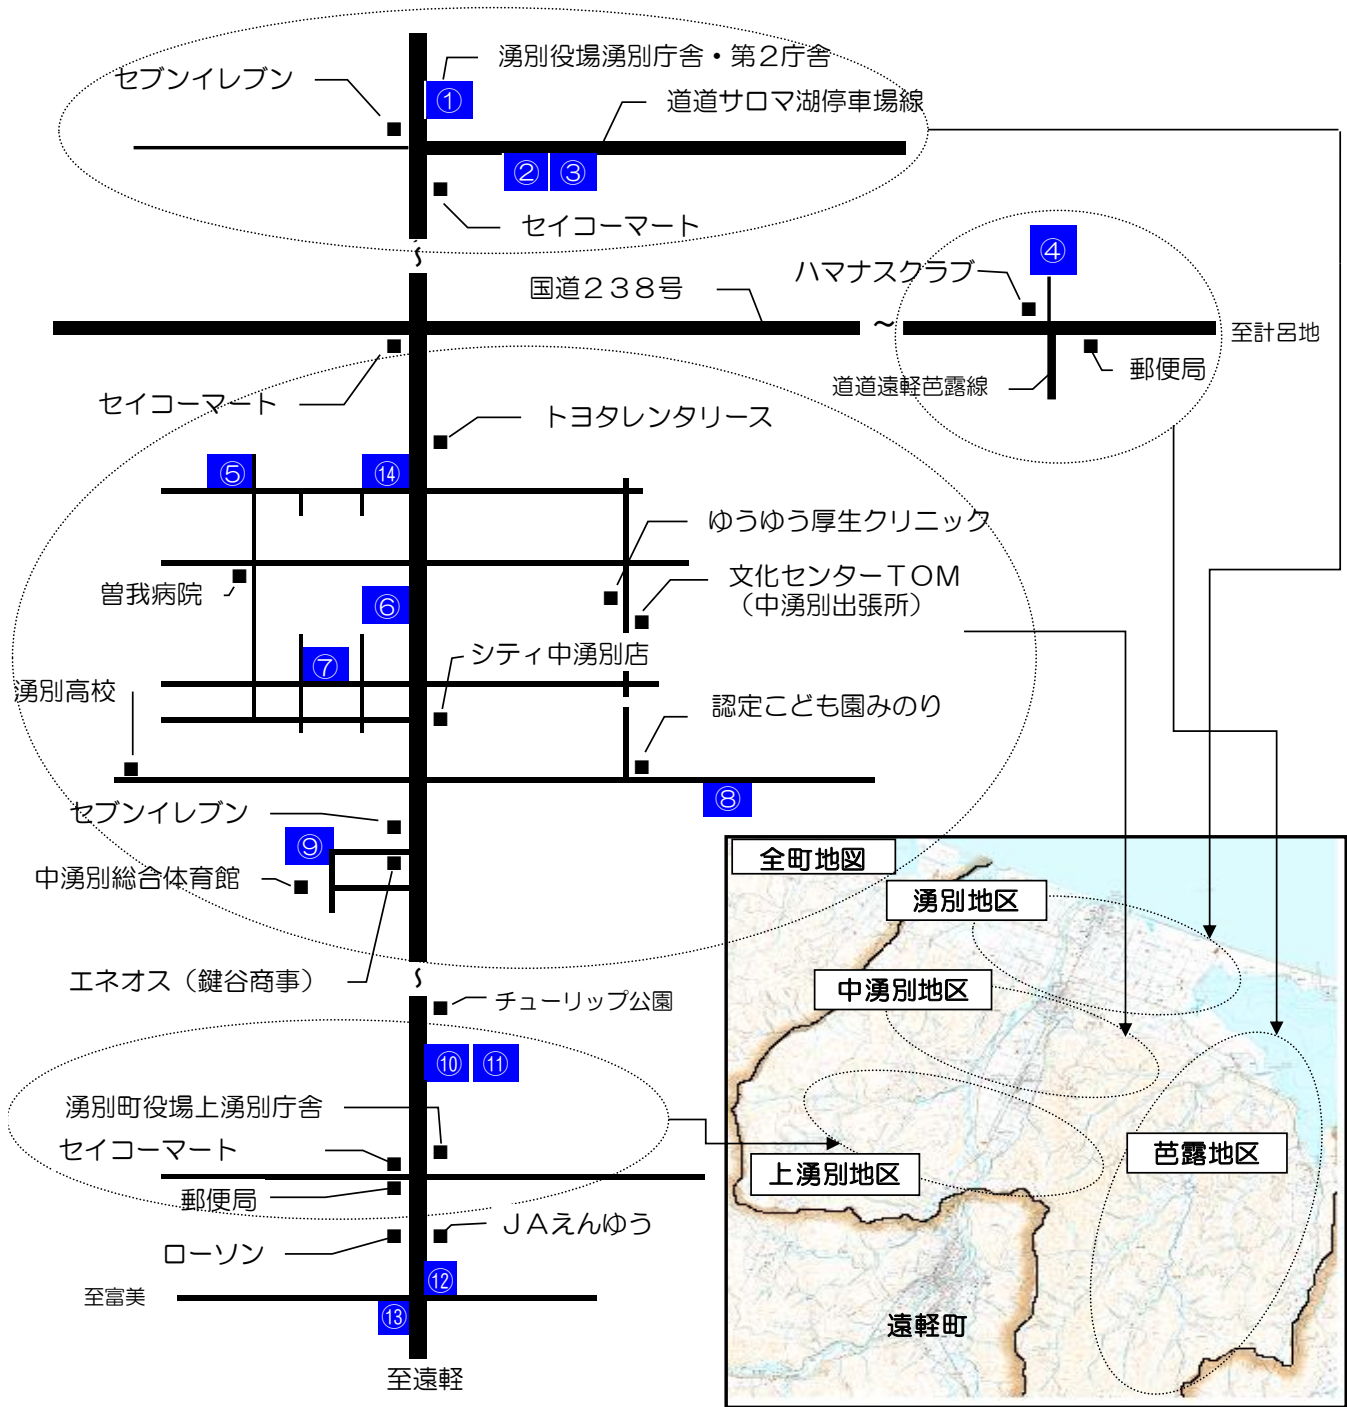 湧別役場湧別庁舎・第2庁舎
セブンイレブン
①
道道サロマ湖停車場線
②
③
セイコーマート
～
④
ハマナスクラブ
国道238号
～
至計呂地
郵便局
道道遠軽芭露線
セイコーマート
トヨタレンタリース
⑤
⑭
ゆうゆう厚生クリニック
曽我病院
文化センターTOM
（中湧別出張所）
⑥
シティ中湧別店
⑦
湧別高校
認定こども園みのり
⑧
セブンイレブン
⑨
中湧別総合体育館
エネオス（鍵谷商事）
～
チューリップ公園
⑩
⑪
湧別町役場上湧別庁舎
セイコーマート
郵便局
JAえんゆう
ローソン
⑫
至富美
⑬
至遠軽
全町地図
湧別地区
中湧別地区
上湧別地区
芭露地区
遠軽町